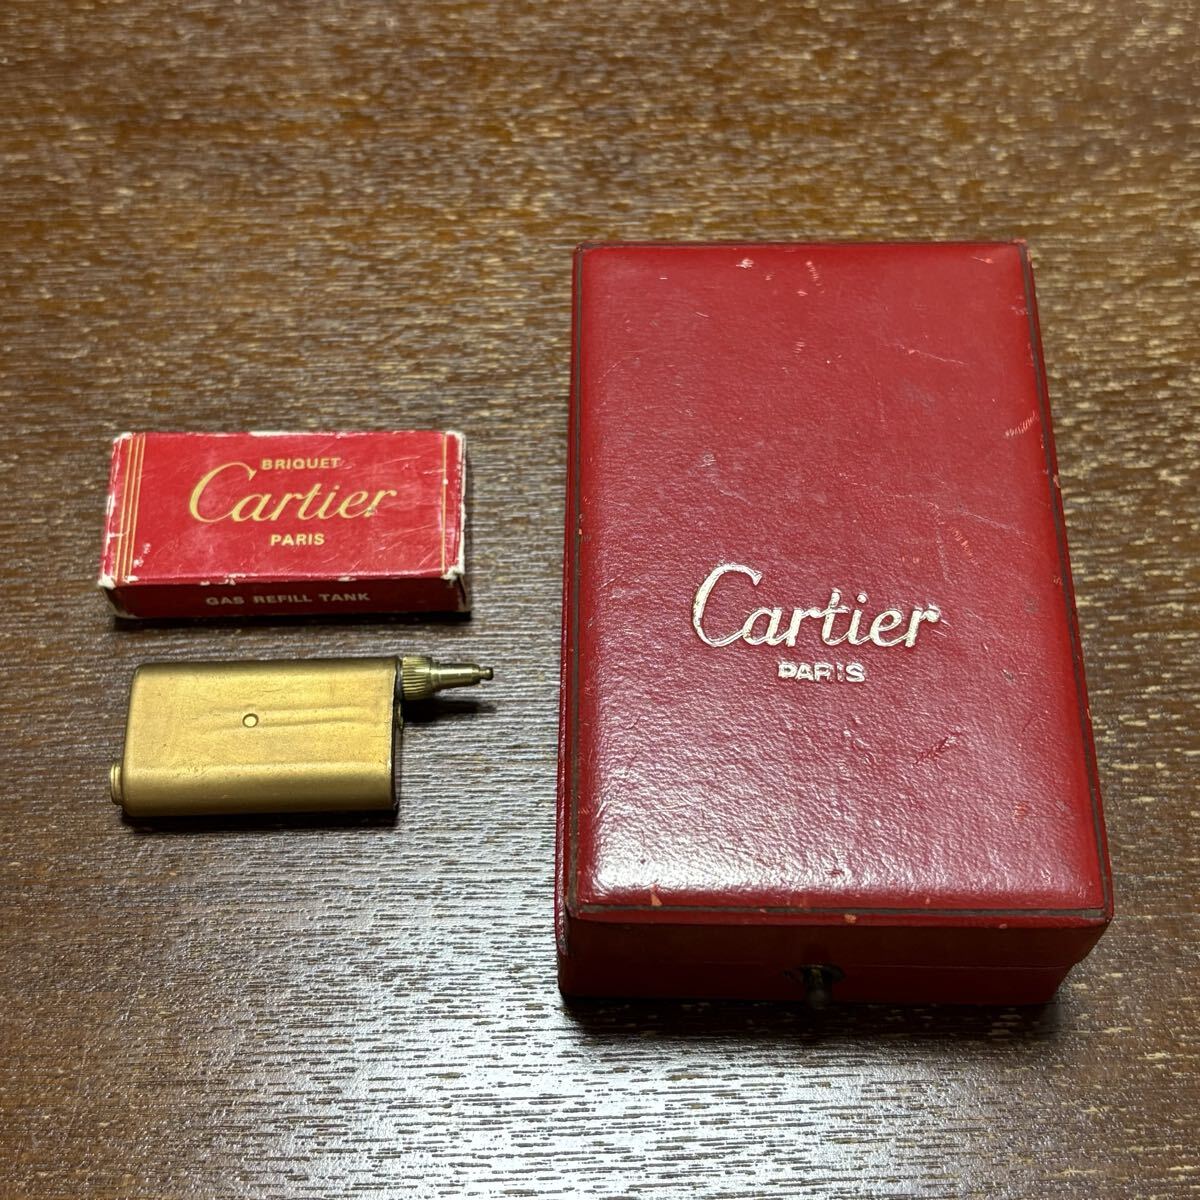 BRIQUET
Cartier
PARIS
GAS REFILL TANK
Cartier
PARIS